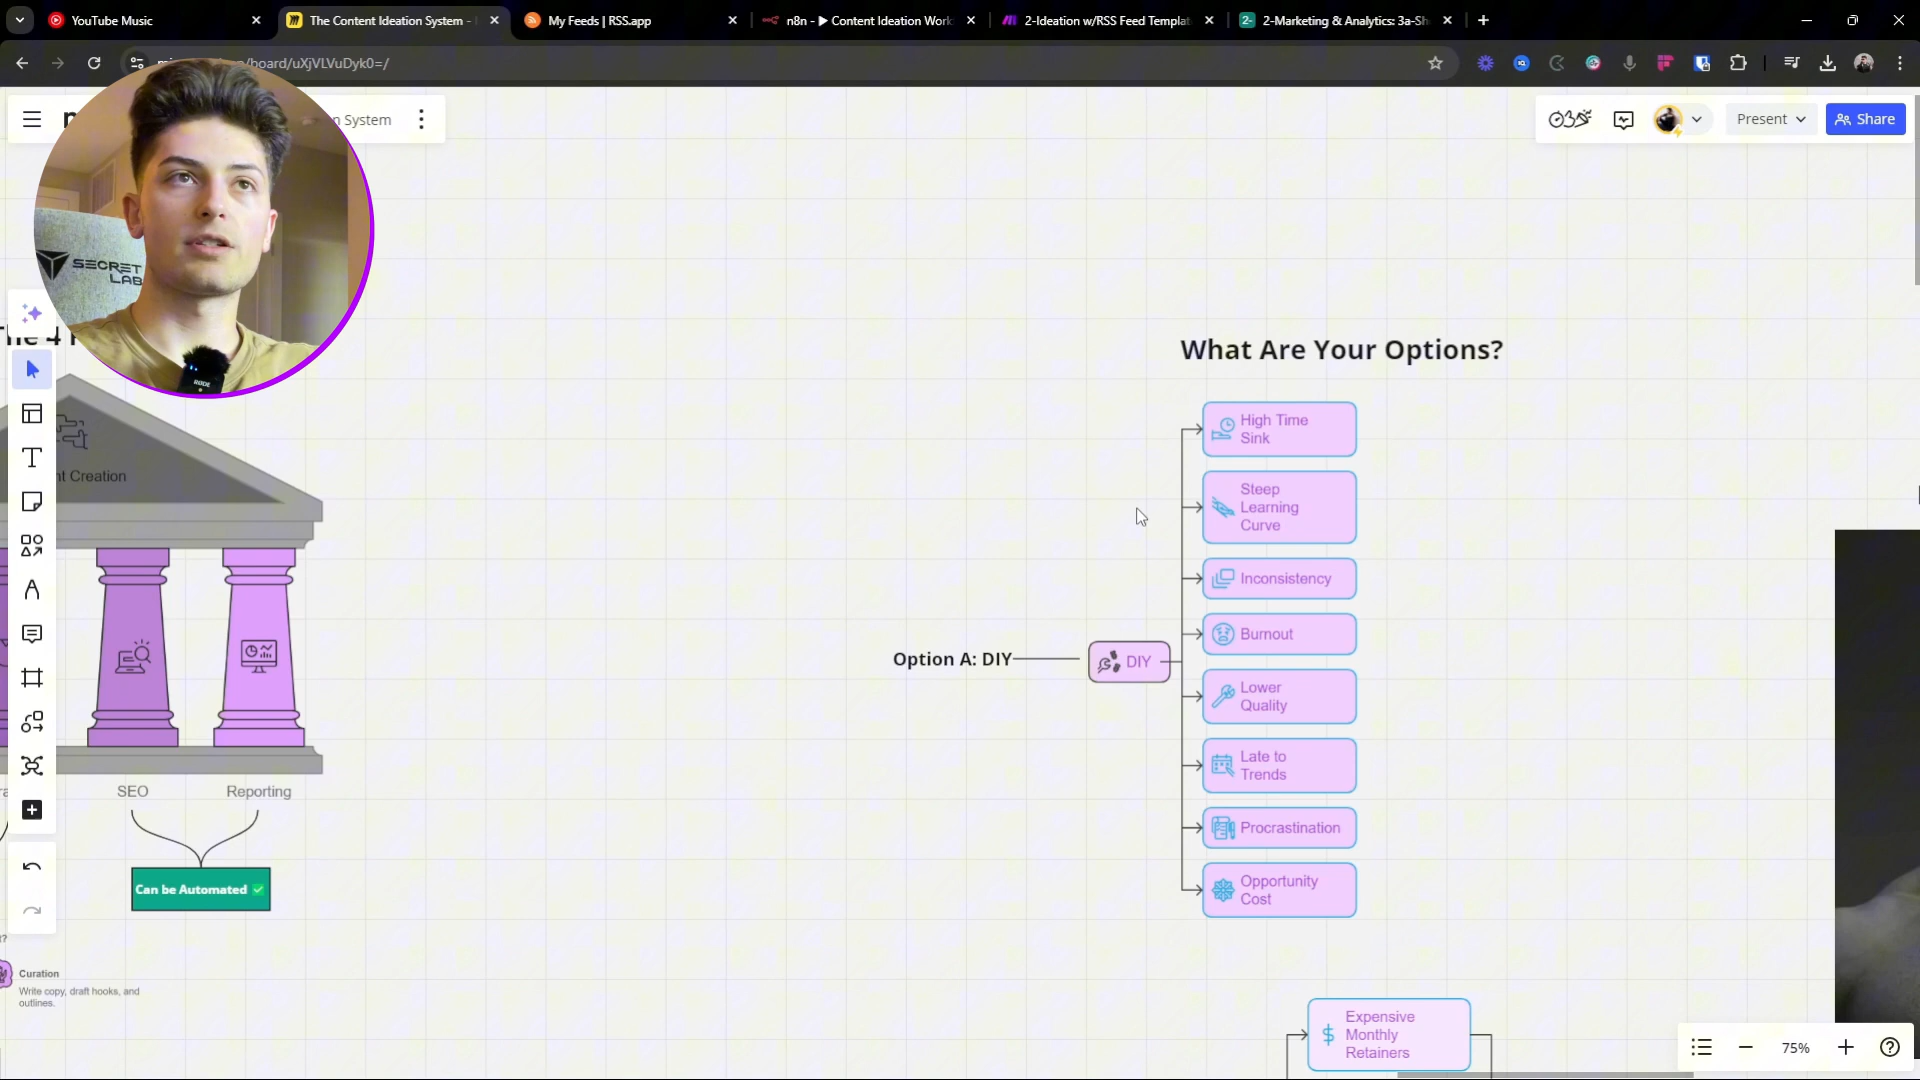 YouTube Music
The Content Ideation System -
My Feeds | RSS.app
n8n - ▶ Content Ideation Work
2-Ideation w/RSS Feed Templat
2-Marketing & Analytics: 3a-Sh
/board/uXjVLVuDyk0=/
n System
Present
Share
SECRET
LAB
RODE
What Are Your Options?
High Time
Sink
Steep
Learning
Curve
Inconsistency
Burnout
Option A: DIY
DIY
Lower
Quality
Late to
Trends
Procrastination
Opportunity
Cost
nt Creation
SEO
Reporting
Can be Automated
Curation
Write copy, draft hooks, and
outlines.
Expensive
Monthly
Retainers
75%